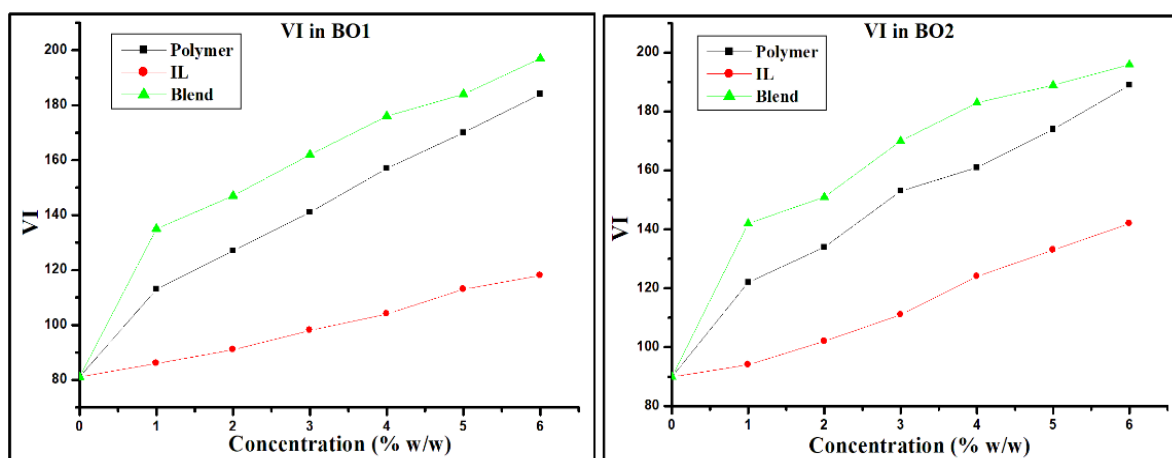 VI in BO1
Polymer
IL
Blend
200
180
160
140
120
100
80
VI
0 1 2 3 4 5 6
Concentration (% w/w)
VI in BO2
Polymer
IL
Blend
200
180
160
140
120
100
80
VI
0 1 2 3 4 5 6
Concentration (% w/w)